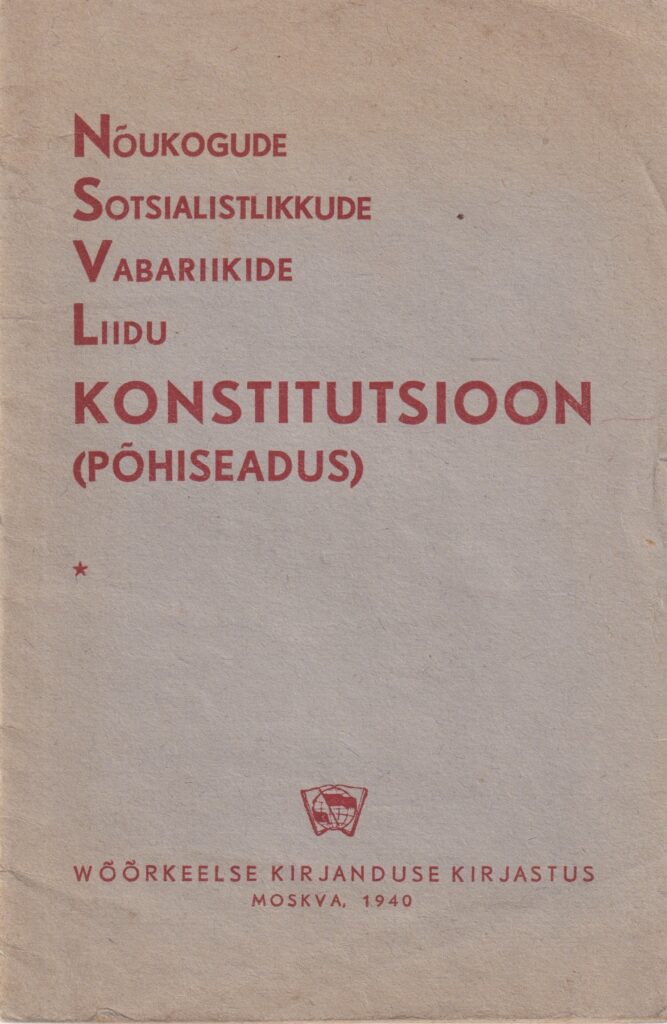 NÕUKOGUDE
SOTSIALISTLIKKUDE
VABARIIKIDE
LIIDU
KONSTITUTSIOON
(PÕHISEADUS)
★
WÕÕRKEELSE KIRJANDUSE KIRJASTUS
MOSKVA, 1940